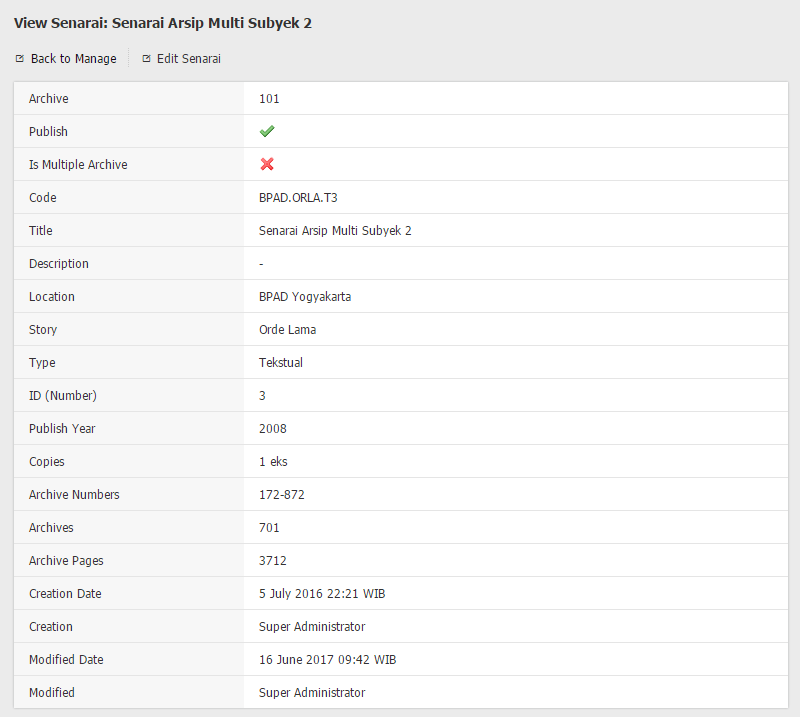 View Senarai: Senarai Arsip Multi Subyek 2
Back to Manage Edit Senarai
Archive 101
Publish
Is Multiple Archive
Code BPAD.ORLA.T3
Title Senarai Arsip Multi Subyek 2
Description -
Location BPAD Yogyakarta
Story Orde Lama
Type Tekstual
ID (Number) 3
Publish Year 2008
Copies 1 eks
Archive Numbers 172-872
Archives 701
Archive Pages 3712
Creation Date 5 July 2016 22:21 WIB
Creation Super Administrator
Modified Date 16 June 2017 09:42 WIB
Modified Super Administrator